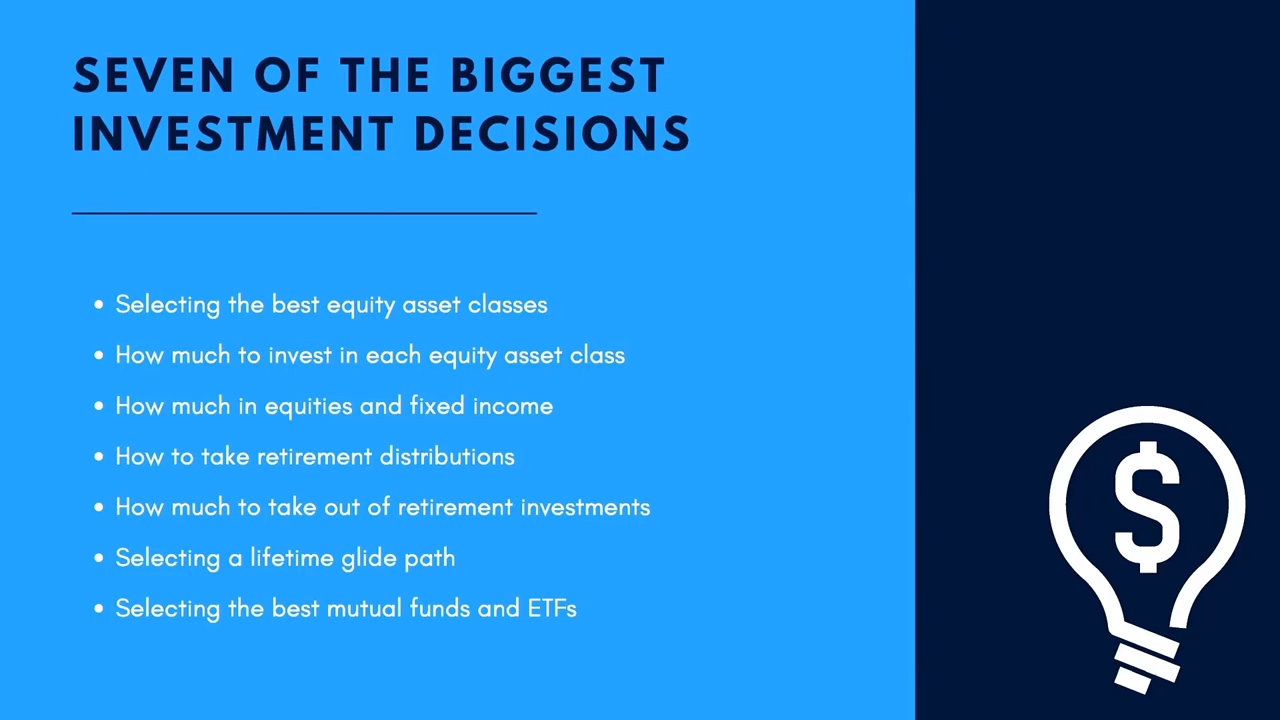 SEVEN OF THE BIGGEST
INVESTMENT DECISIONS
• Selecting the best equity asset classes
• How much to invest in each equity asset class
• How much in equities and fixed income
• How to take retirement distributions
• How much to take out of retirement investments
• Selecting a lifetime glide path
• Selecting the best mutual funds and ETFs
$